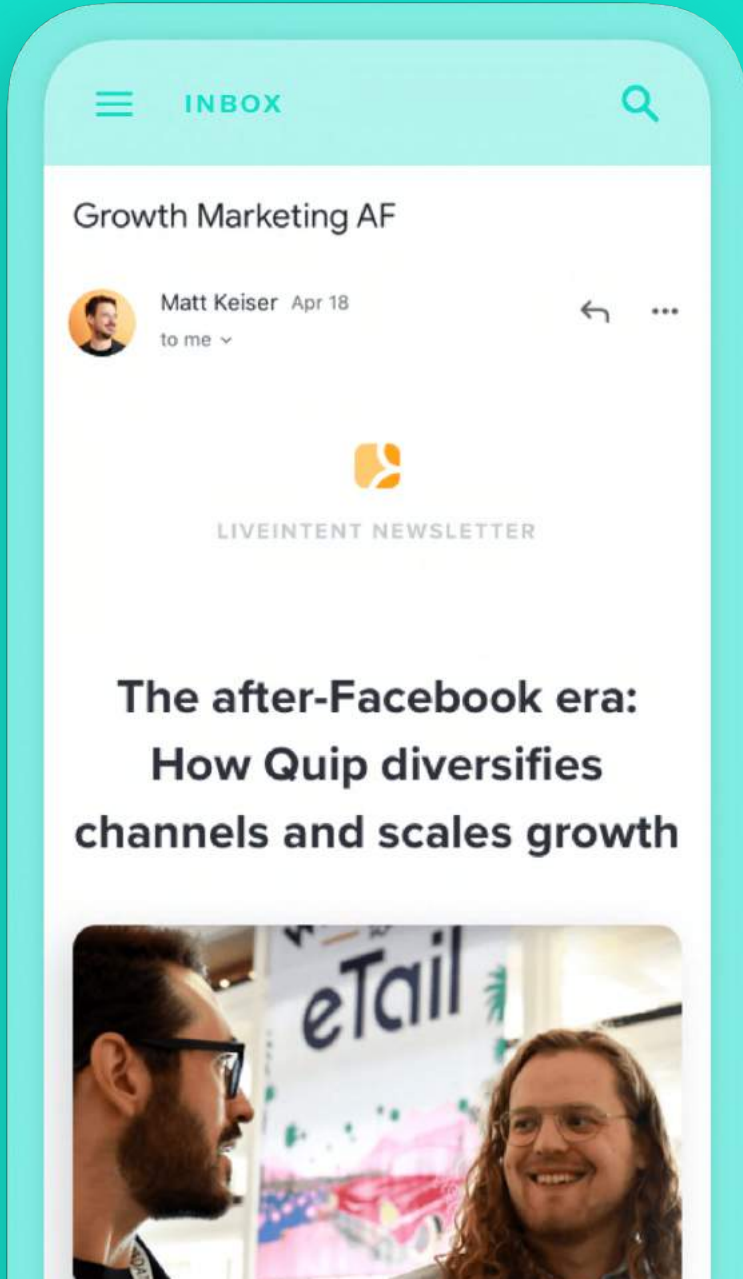 INBOX
Growth Marketing AF
Matt Keiser Apr 18
to me
LIVEINTENT NEWSLETTER
The after-Facebook era:
How Quip diversifies
channels and scales growth
eTail